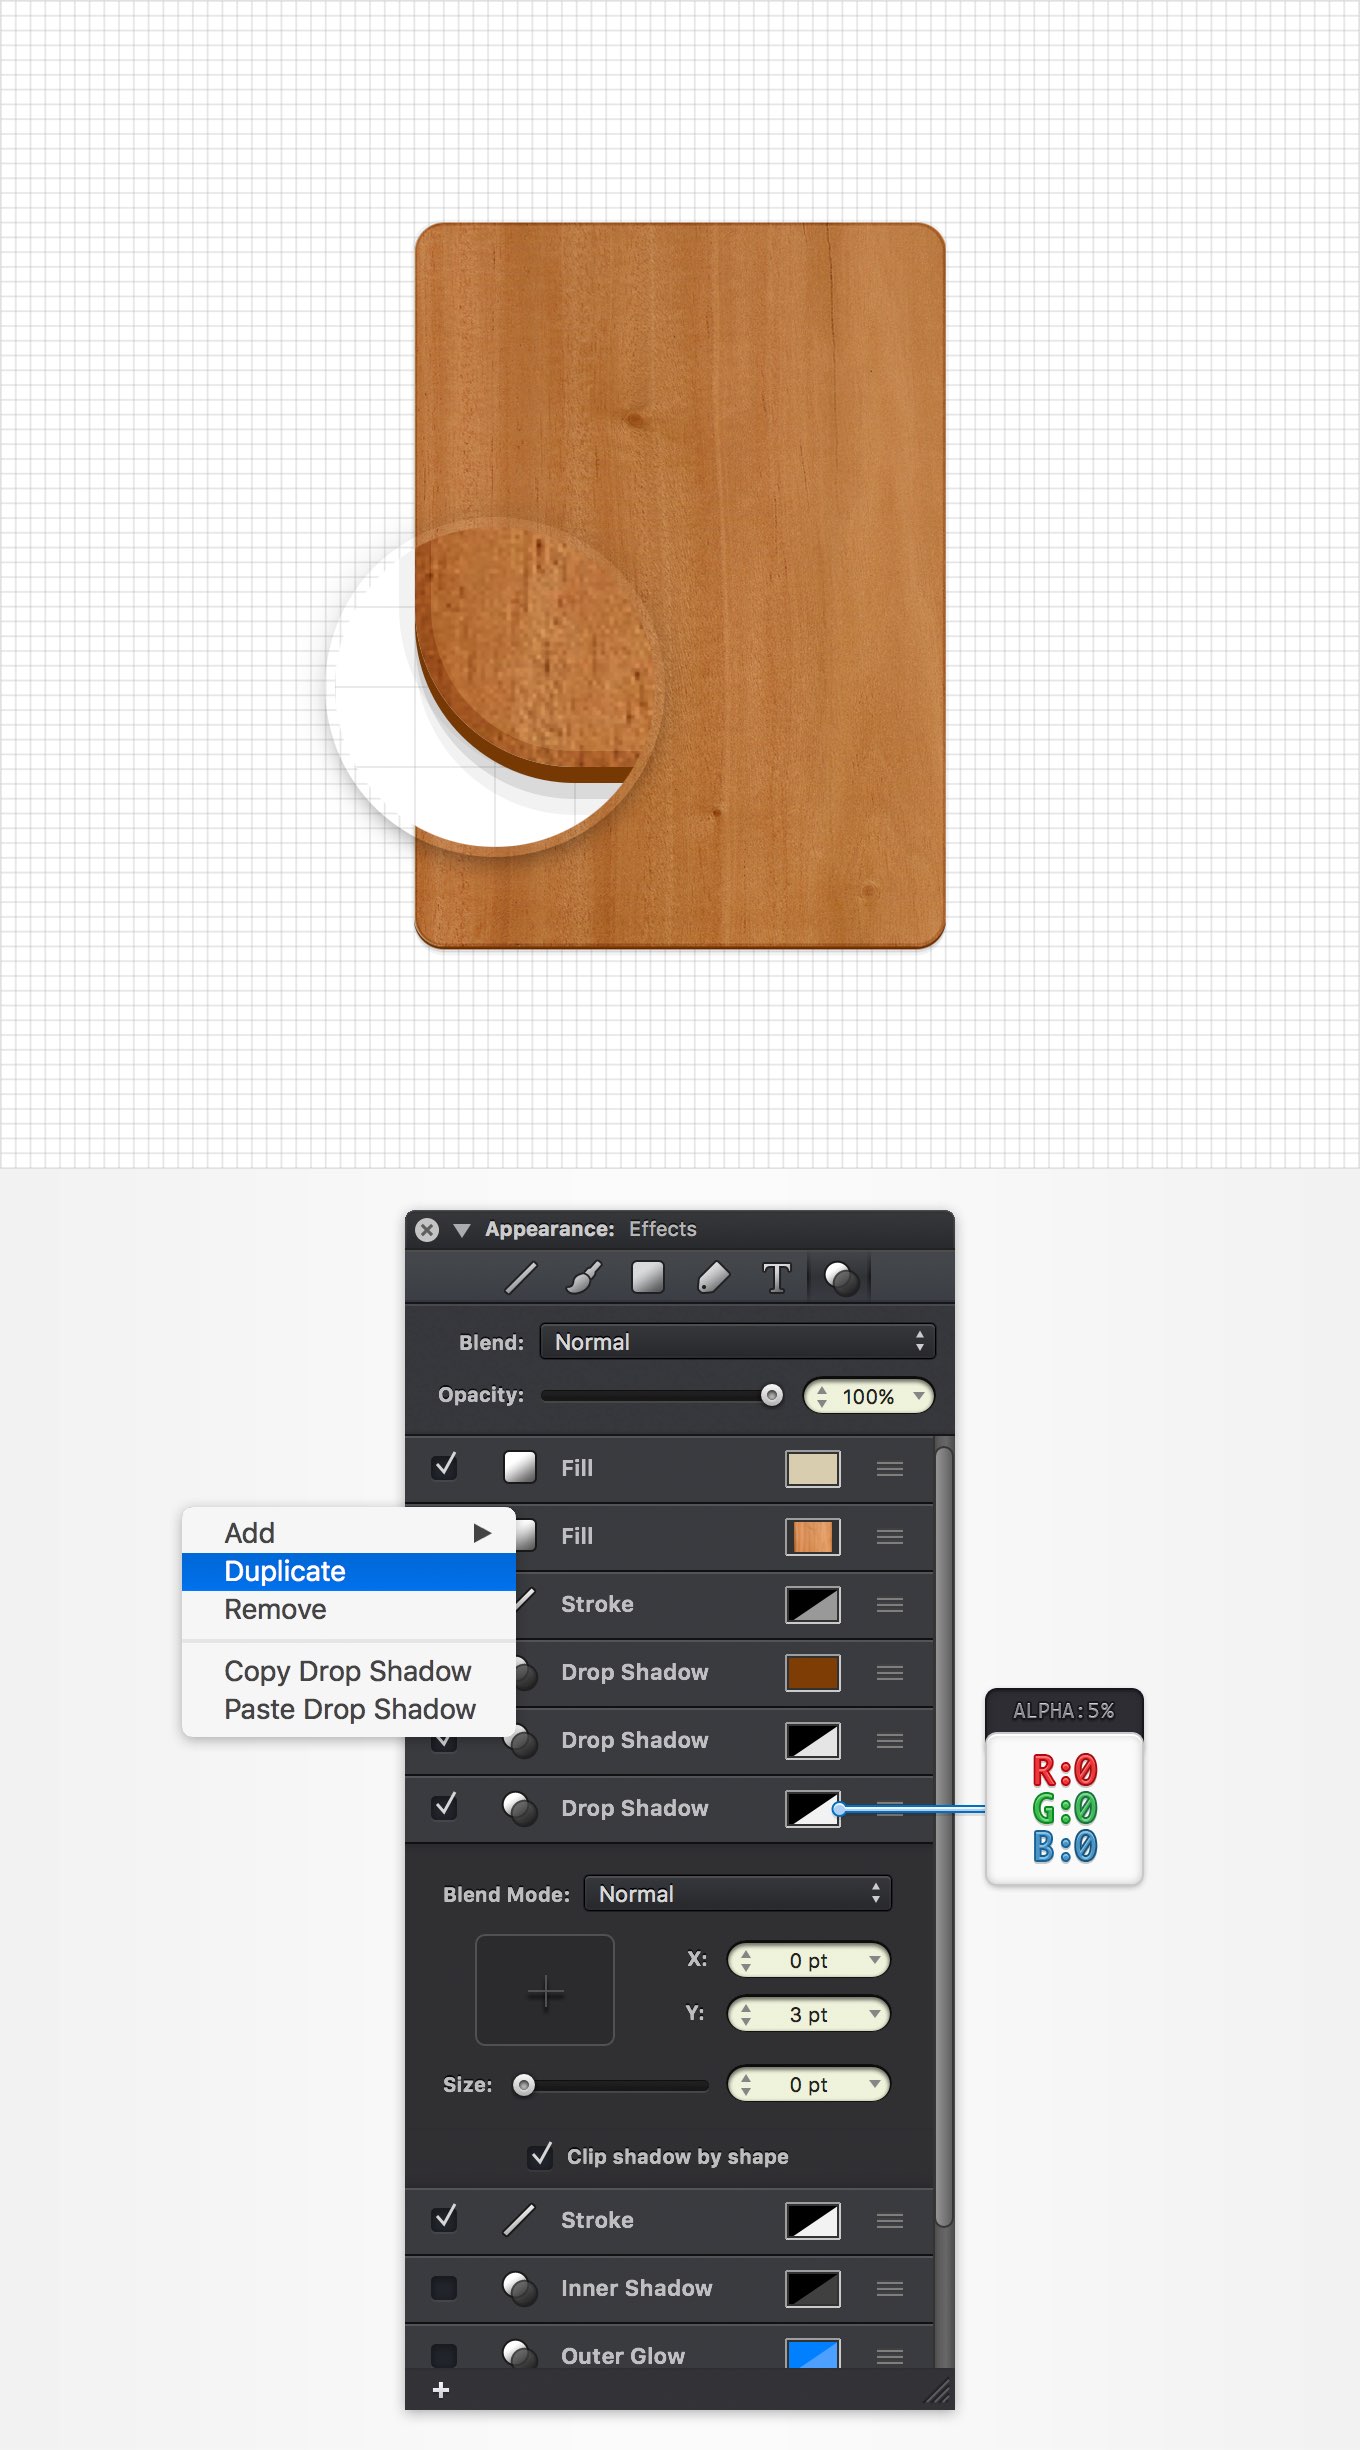 Appearance: Effects
T
Blend: Normal
Opacity: 100%
Fill
Add
Fill
Duplicate
Remove
Stroke
Copy Drop Shadow
Drop Shadow
Paste Drop Shadow
Drop Shadow
ALPHA:5%
R:0
G:0
B:0
Drop Shadow
Blend Mode: Normal
X: 0 pt
Y: 3 pt
Size: 0 pt
Clip shadow by shape
Stroke
Inner Shadow
Outer Glow